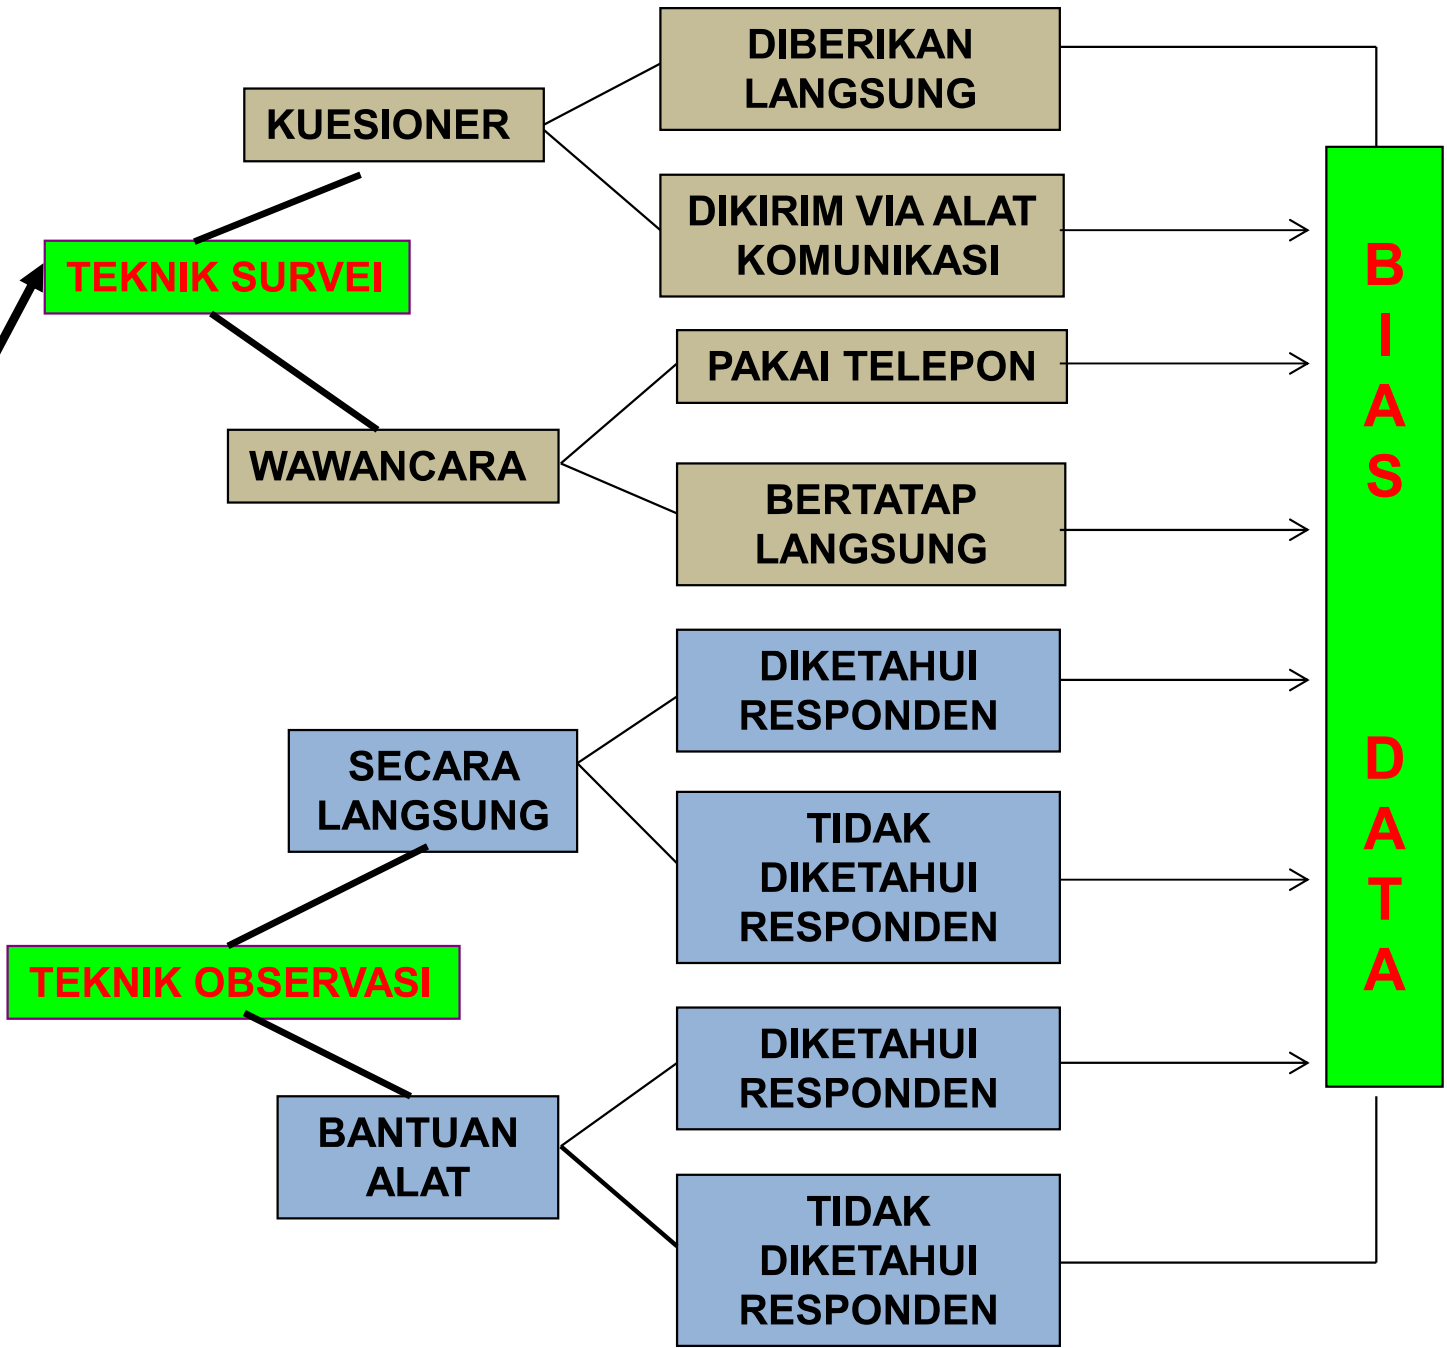 DIBERIKAN
LANGSUNG
KUESIONER
DIKIRIM VIA ALAT
KOMUNIKASI
TEKNIK SURVEI
PAKAI TELEPON
WAWANCARA
BERTATAP
LANGSUNG
DIKETAHUI
RESPONDEN
SECARA
LANGSUNG
TIDAK
DIKETAHUI
RESPONDEN
TEKNIK OBSERVASI
DIKETAHUI
RESPONDEN
BANTUAN
ALAT
TIDAK
DIKETAHUI
RESPONDEN
B
I
A
S
D
A
T
A